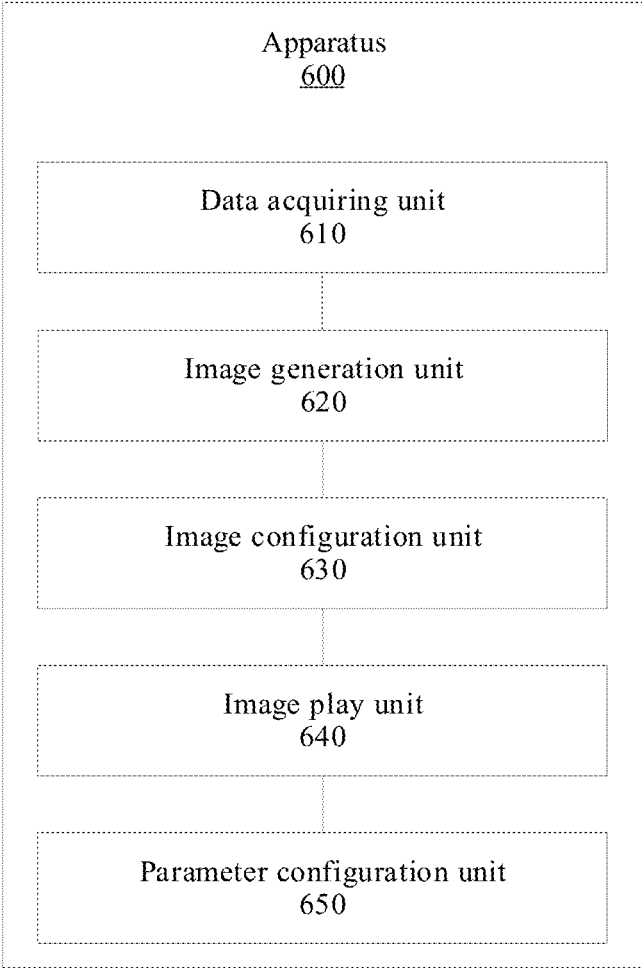 Apparatus
600
Data acquiring unit
610
Image generation unit
620
Image configuration unit
630
Image play unit
640
Parameter configuration unit
650